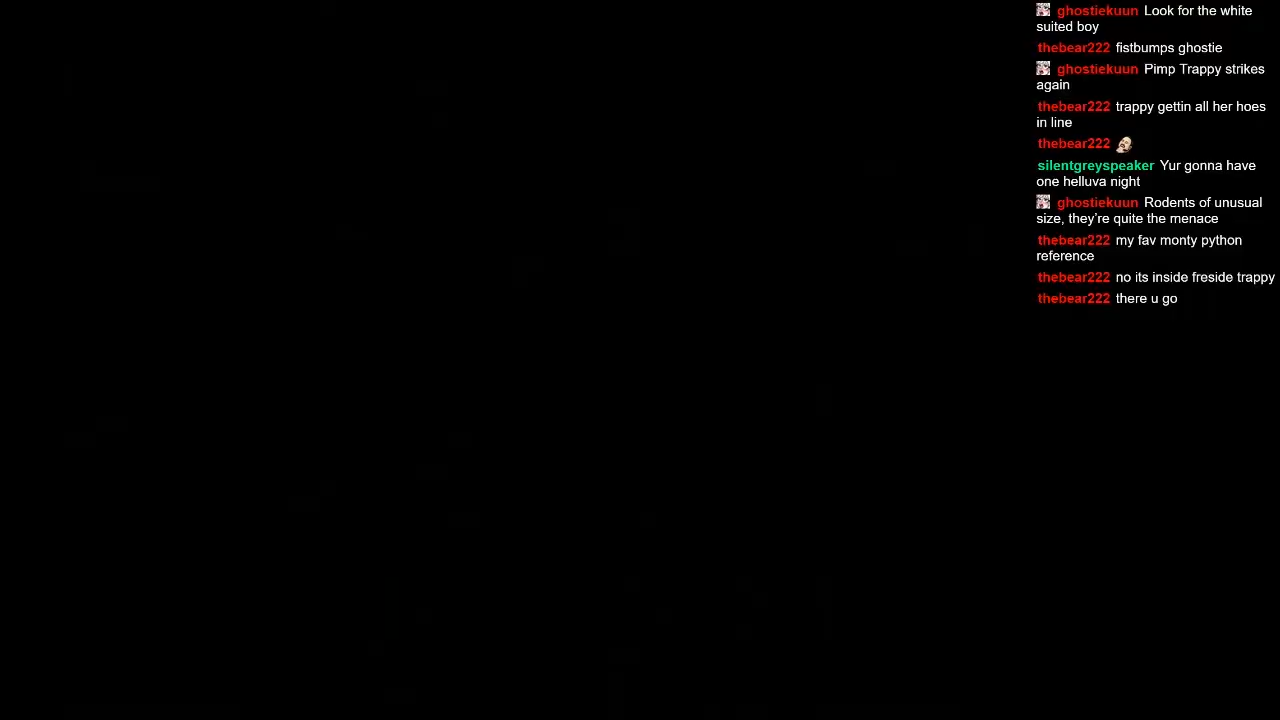 ghostiekuun Look for the white
suited boy
thebear222 fistbumps ghostie
ghostiekuun Pimp Trappy strikes
again
thebear222 trappy gettin all her hoes
in line
thebear222
silentgreyspeaker Yur gonna have
one helluva night
ghostiekuun Rodents of unusual
size, they're quite the menace
thebear222 my fav monty python
reference
thebear222 no its inside freside trappy
thebear222 there u go